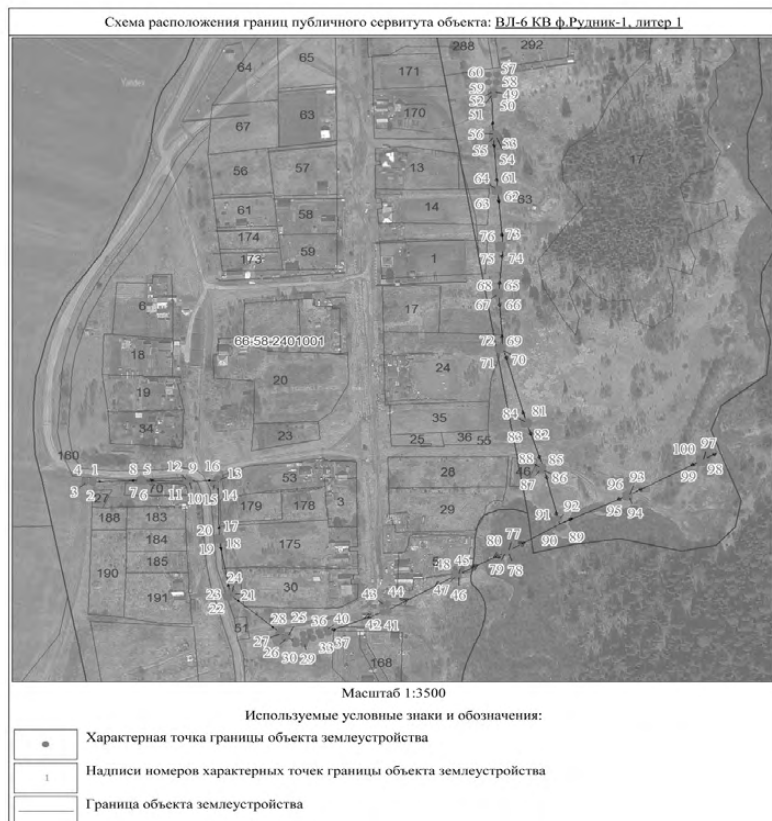 Схема расположения границ публичного сервитута объекта: ВЛ-6 КВ ф.Рудник-1, литер 1
288 292
64 65 60 57
171 59 58
52 49
67 63 170 51 50
56 53
57 55
56 13 54
64 61
61 58 14 63 62 83
174 76 73
59 1 75 74
173
68 65
6 17 67 66
66:58:2401001
72 69
18 71 70
20 24
19
35 84 81
34 23 25 36 55 83 82
160
4 1 8 5 12 9 16 13 53 28 88 85 100 97
3 2 7 6 70 11 10 15 14 46 87 86 99 98
227 179 178 3 96 93
188 183 29 95 94
20 17 91 92
184 175 80 77 90 89
19 18
185 48 45 79 78
190 24 30
191 23 21 43 44 47 46
22
51 28 25 36 40 42 41
27 26 30 29 33 37
168
Масштаб 1:3500
Используемые условные знаки и обозначения:
Характерная точка границы объекта землеустройства
1 Надписи номеров характерных точек границы объекта землеустройства
Граница объекта землеустройства